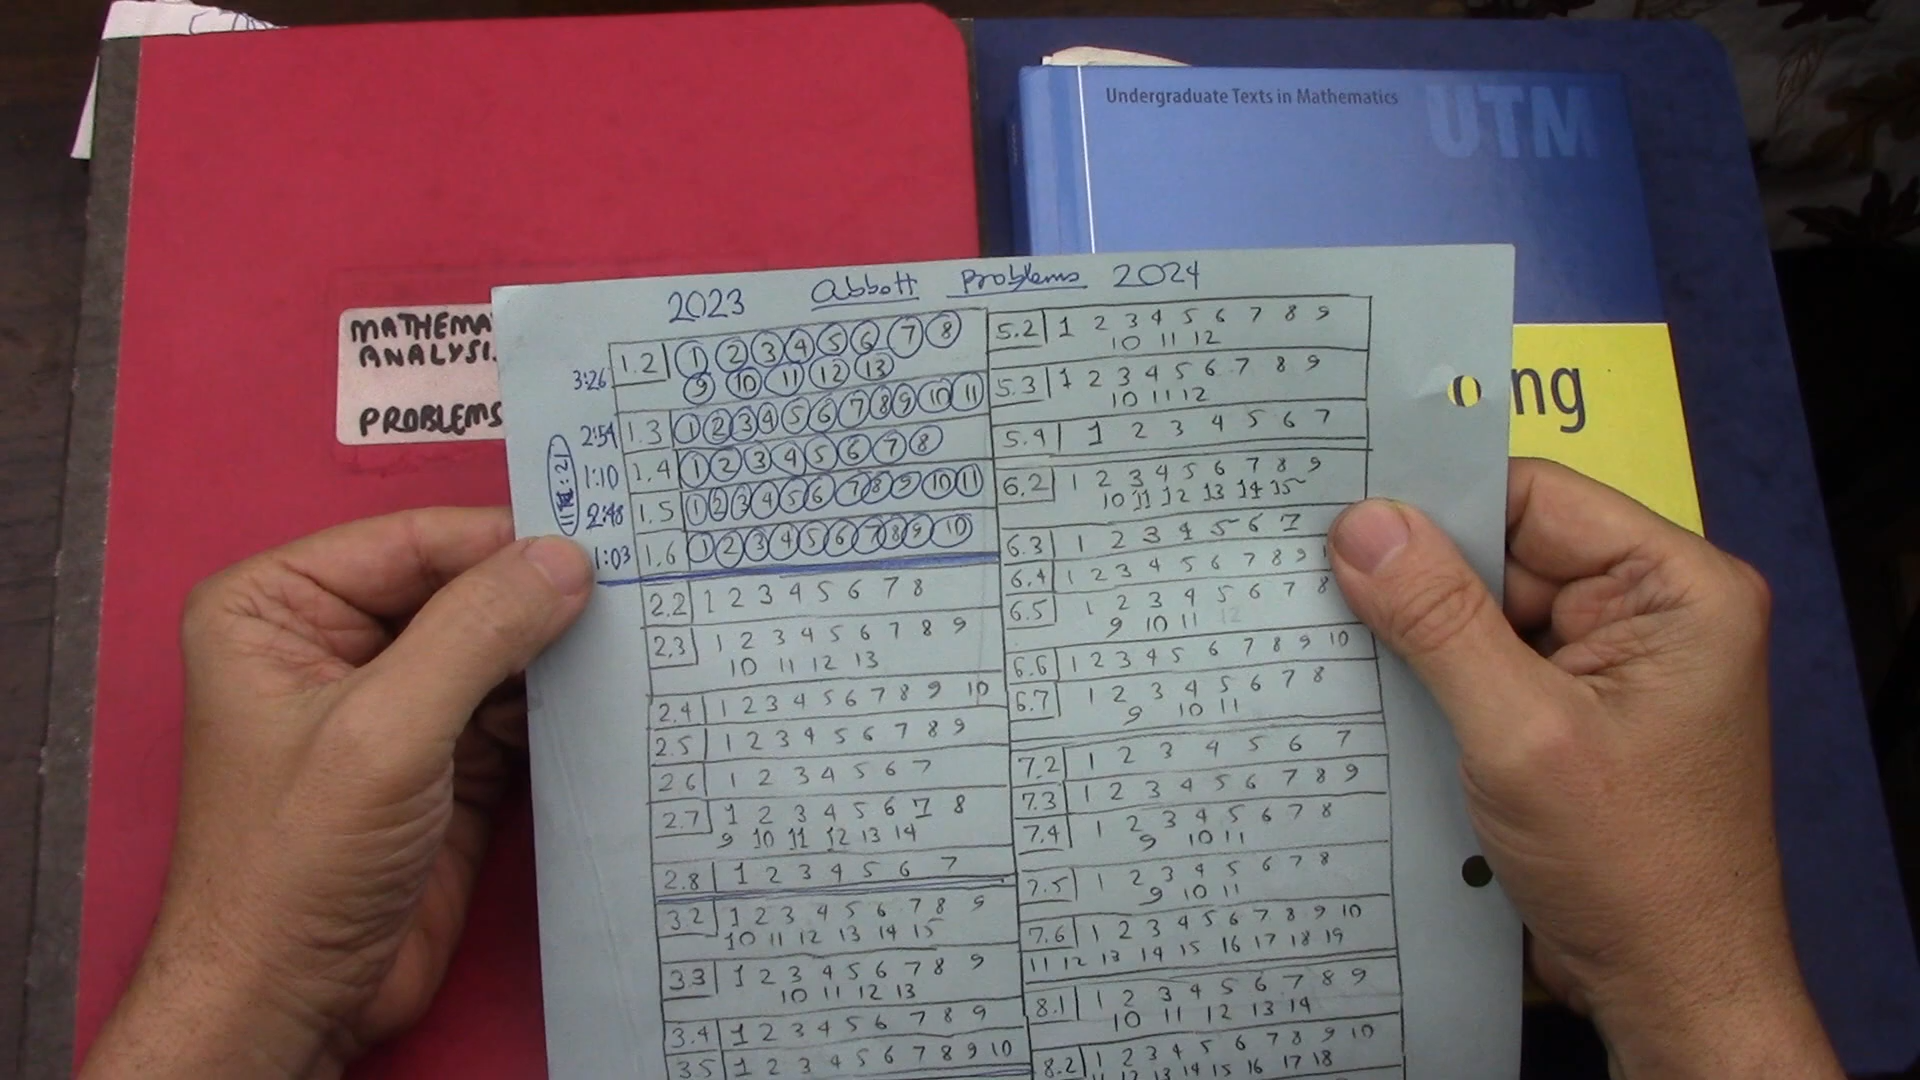 Undergraduate Texts in Mathematics
UTM
ng
MATHEMA
ANALYSI
PROBLEMS
2023 Abbott Problems 2024
3:26 1.2 1 2 3 4 5 6 7 8
9 10 11 12 13
2:54 1.3 1 2 3 4 5 6 7 8 9 10 11
1:10 1.4 1 2 3 4 5 6 7 8
2:48 1.5 1 2 3 4 5 6 7 8 9 10 11
1:03 1.6 1 2 3 4 5 6 7 8 9 10
2.2 1 2 3 4 5 6 7 8
2.3 1 2 3 4 5 6 7 8 9
10 11 12 13
2.4 1 2 3 4 5 6 7 8 9 10
2.5 1 2 3 4 5 6 7 8 9
2.6 1 2 3 4 5 6 7
2.7 1 2 3 4 5 6 7 8
9 10 11 12 13 14
2.8 1 2 3 4 5 6 7
3.2 1 2 3 4 5 6 7 8 9
10 11 12 13 14 15
3.3 1 2 3 4 5 6 7 8 9
10 11 12 13
3.4 1 2 3 4 5 6 7 8 9
3.5 1 2 3 4 5 6 7 8 9 10
5.2 1 2 3 4 5 6 7 8 9
10 11 12
5.3 1 2 3 4 5 6 7 8 9
10 11 12
5.4 1 2 3 4 5 6 7
6.2 1 2 3 4 5 6 7 8 9
10 11 12 13 14 15
6.3 1 2 3 4 5 6 7
6.4 1 2 3 4 5 6 7 8 9
6.5 1 2 3 4 5 6 7 8
9 10 11 12
6.6 1 2 3 4 5 6 7 8 9 10
6.7 1 2 3 4 5 6 7 8
9 10 11
7.2 1 2 3 4 5 6 7
7.3 1 2 3 4 5 6 7 8 9
7.4 1 2 3 4 5 6 7 8
9 10 11
7.5 1 2 3 4 5 6 7 8
9 10 11
7.6 1 2 3 4 5 6 7 8 9 10
11 12 13 14 15 16 17 18 19
8.1 1 2 3 4 5 6 7 8 9
10 11 12 13 14
8.2 1 2 3 4 5 6 7 8 9 10
11 12 13 14 15 16 17 18